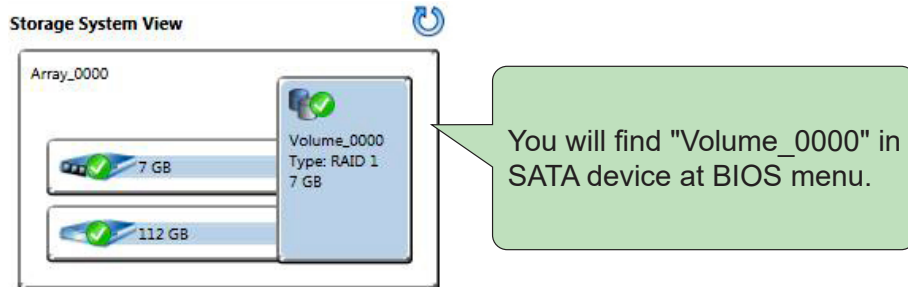 Storage System View
Array_0000
Volume_0000
Type: RAID 1
7 GB
7 GB
112 GB
You will find "Volume_0000" in
SATA device at BIOS menu.